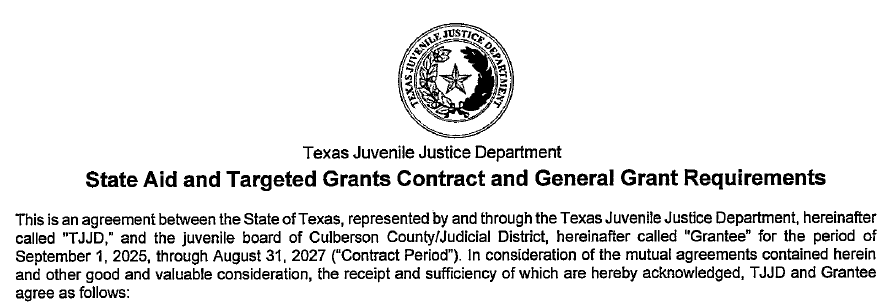 TEXAS JUVENILE JUSTICE DEPARTMENT
Texas Juvenile Justice Department
State Aid and Targeted Grants Contract and General Grant Requirements
This is an agreement between the State of Texas, represented by and through the Texas Juvenile Justice Department, hereinafter
called "TJJD," and the juvenile board of Culberson County/Judicial District, hereinafter called "Grantee" for the period of
September 1, 2025, through August 31, 2027 ("Contract Period"). In consideration of the mutual agreements contained herein
and other good and valuable consideration, the receipt and sufficiency of which are hereby acknowledged, TJJD and Grantee
agree as follows: